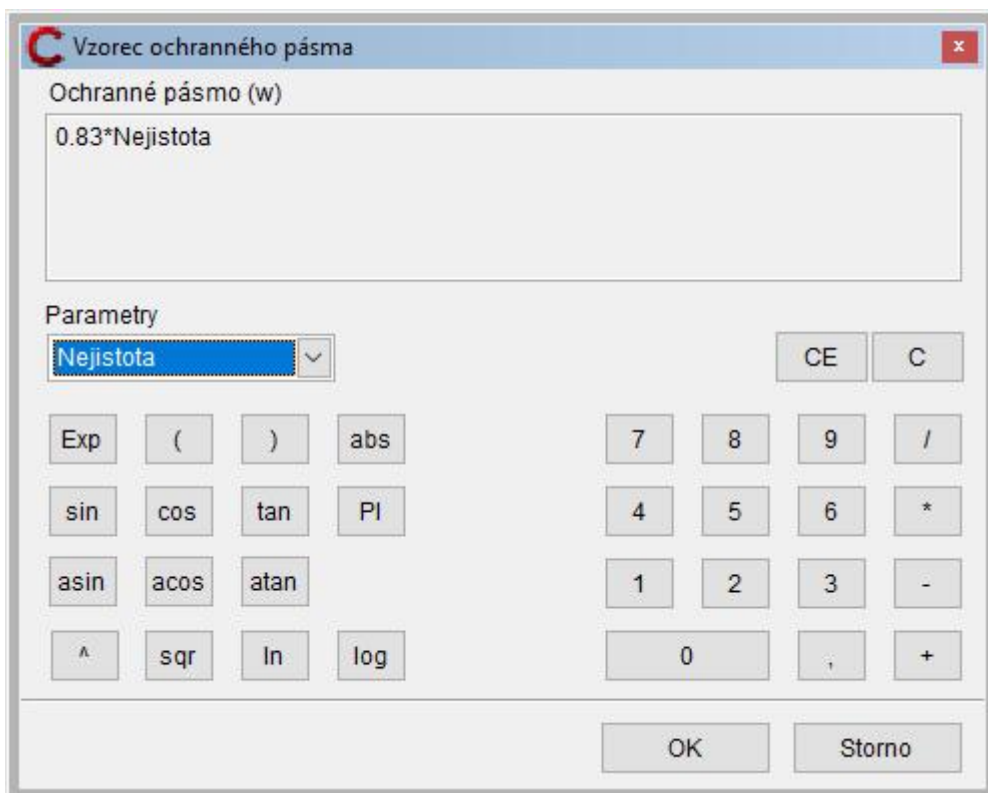 Vzorec ochranného pásma
x
Ochranné pásmo (w)
0.83*Nejistota
Parametry
Nejistota
CE C
Exp ( ) abs 7 8 9 /
sin cos tan PI 4 5 6 *
asin acos atan 1 2 3 -
^ sqr ln log 0 , +
OK Storno